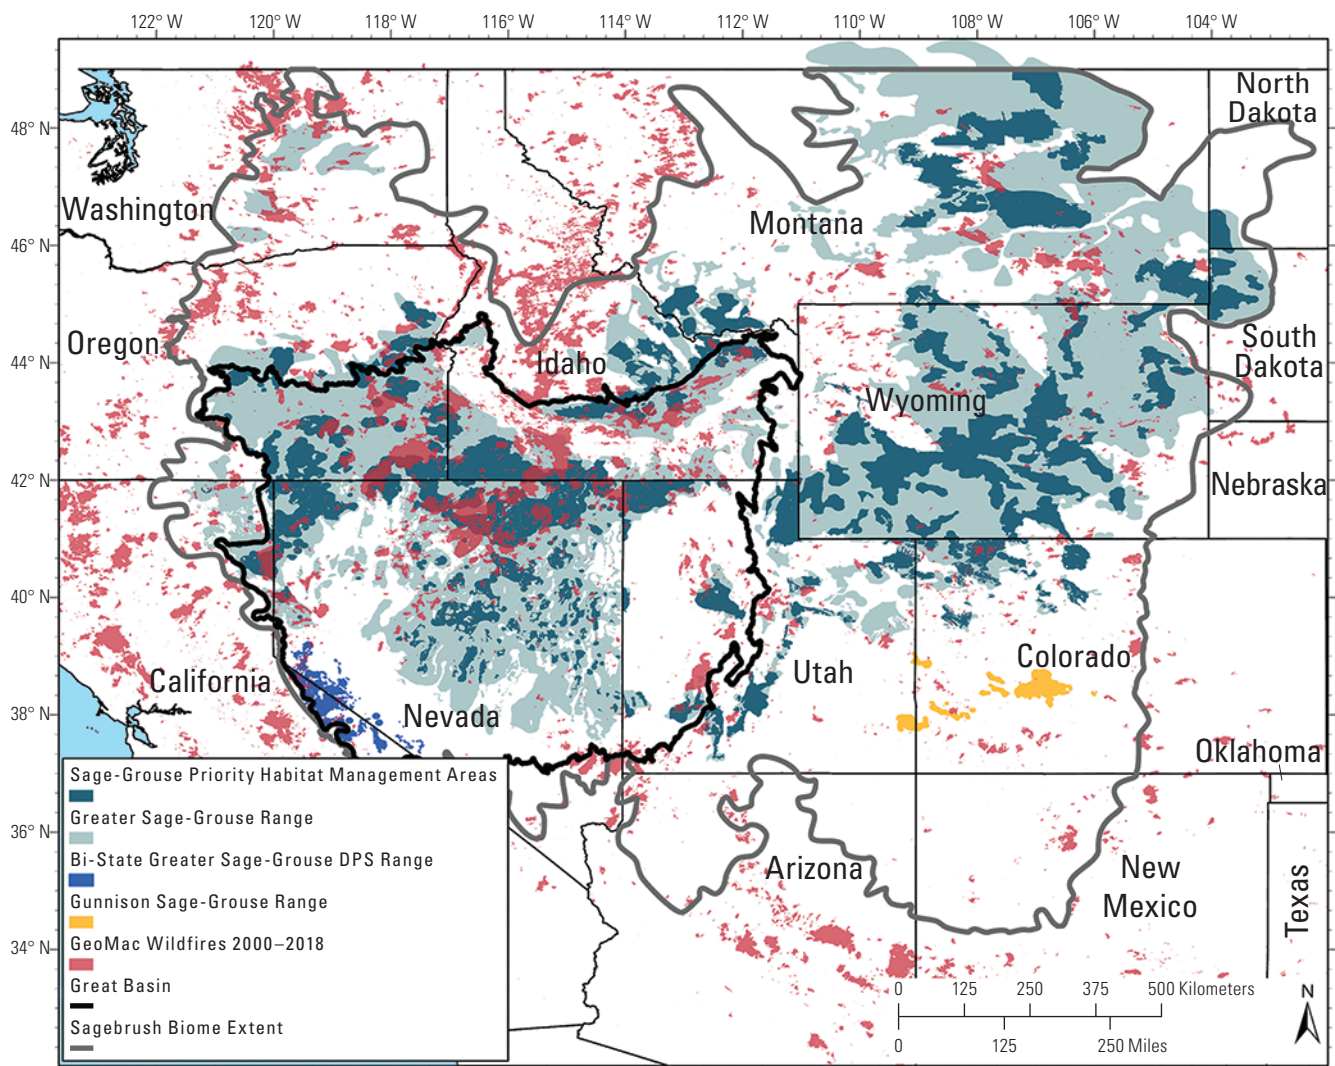 122° W 120° W 118° W 116° W 114° W 112° W 110° W 108° W 106° W 104° W
48° N
46° N
44° N
42° N
40° N
38° N
36° N
34° N
North
Dakota
Washington
Montana
Oregon
Idaho
South
Dakota
Wyoming
Nebraska
California
Nevada
Utah
Colorado
Oklahoma
Arizona
New
Mexico
Texas
Sage-Grouse Priority Habitat Management Areas
Greater Sage-Grouse Range
Bi-State Greater Sage-Grouse DPS Range
Gunnison Sage-Grouse Range
GeoMac Wildfires 2000–2018
Great Basin
Sagebrush Biome Extent
0 125 250 375 500 Kilometers
0 125 250 Miles
N